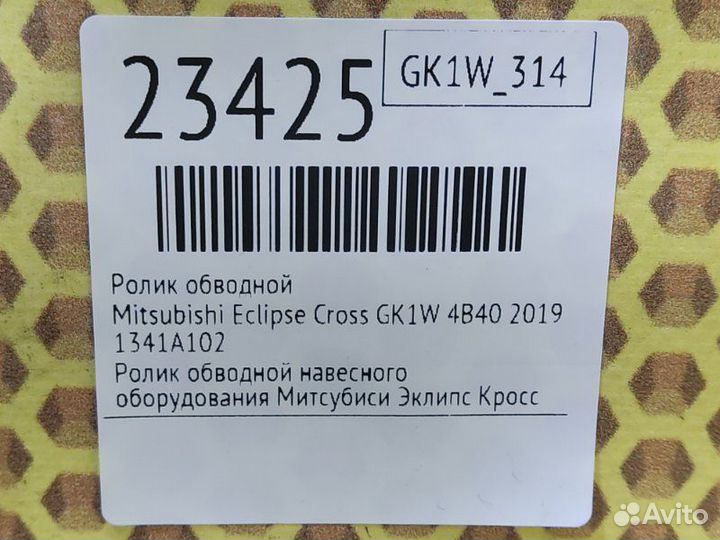 23425
GK1W_314
Ролик обводной
Mitsubishi Eclipse Cross GK1W 4B40 2019
1341A102
Ролик обводной навесного
оборудования Митсубиси Эклипс Кросс
Avito